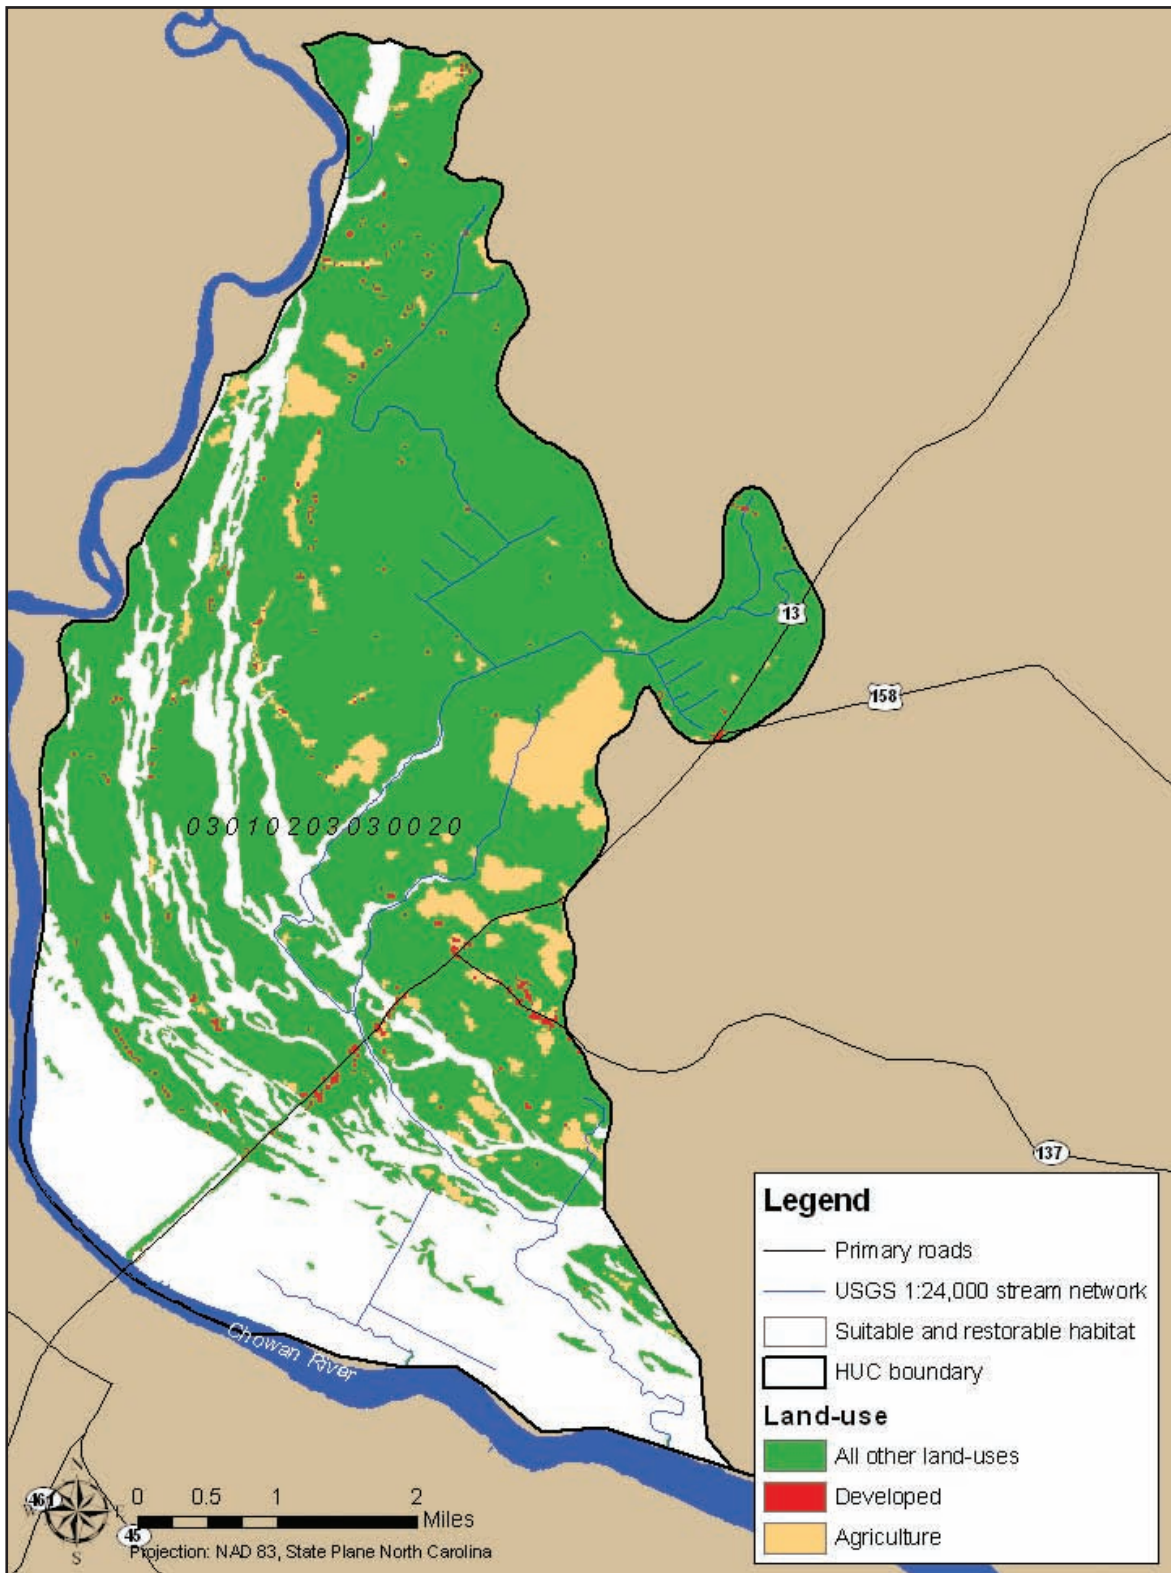 13
158
03010203030020
137
Chowan River
Legend
Primary roads
USGS 1:24,000 stream network
Suitable and restorable habitat
HUC boundary
Land-use
All other land-uses
Developed
Agriculture
N
W
E
S
461
45
0 0.5 1 2
Miles
Projection: NAD 83, State Plane North Carolina